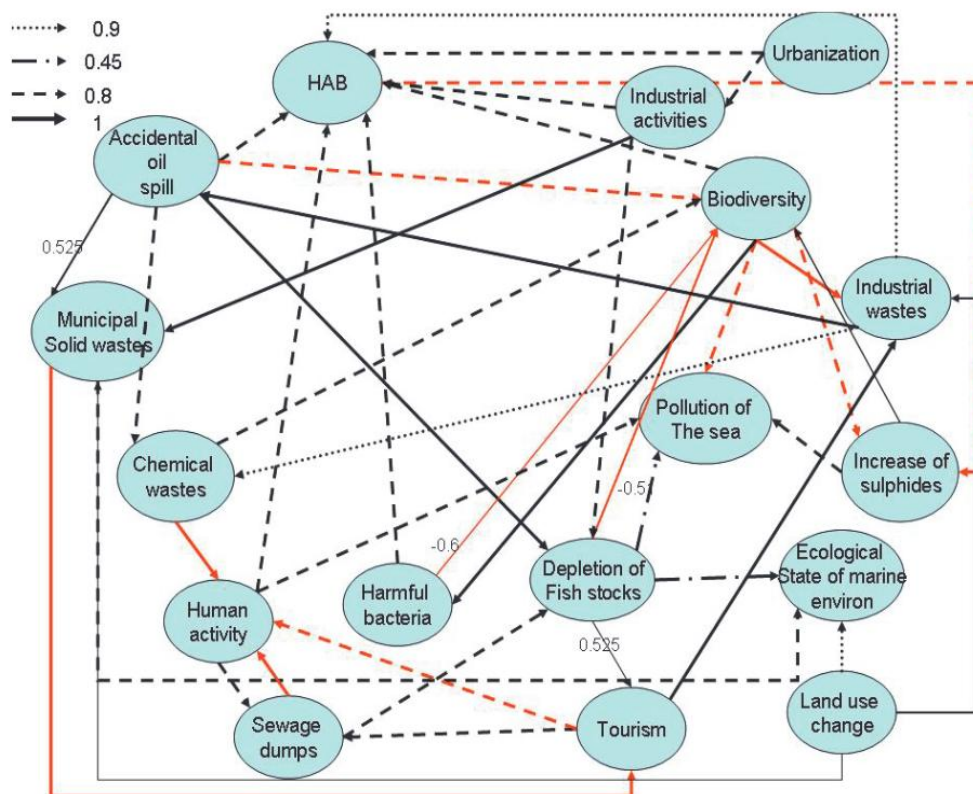 0.9
0.45
0.8
1
HAB
Urbanization
Industrial
activities
Accidental
oil
spill
Biodiversity
0.525
Industrial
wastes
Municipal
Solid wastes
Pollution of
The sea
Chemical
wastes
Increase of
sulphides
-0.51
-0.6
Ecological
State of marine
environ
Depletion of
Fish stocks
Harmful
bacteria
Human
activity
0.525
Land use
change
Sewage
dumps
Tourism